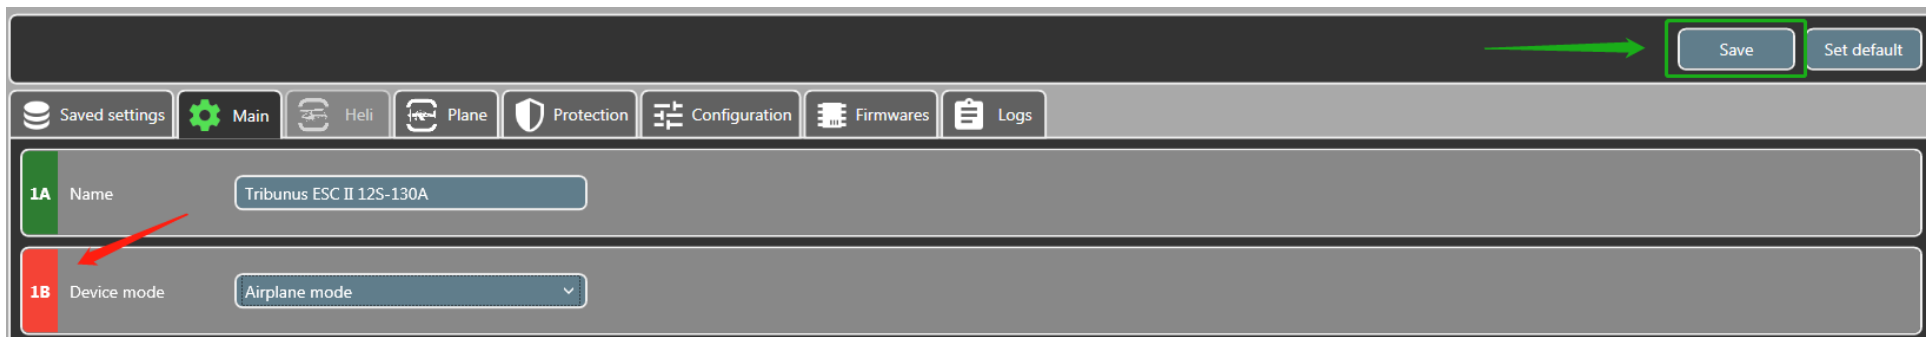 Save
Set default
Saved settings
Main
Heli
Plane
Protection
Configuration
Firmwares
Logs
1A Name Tribunus ESC II 12S-130A
1B Device mode Airplane mode